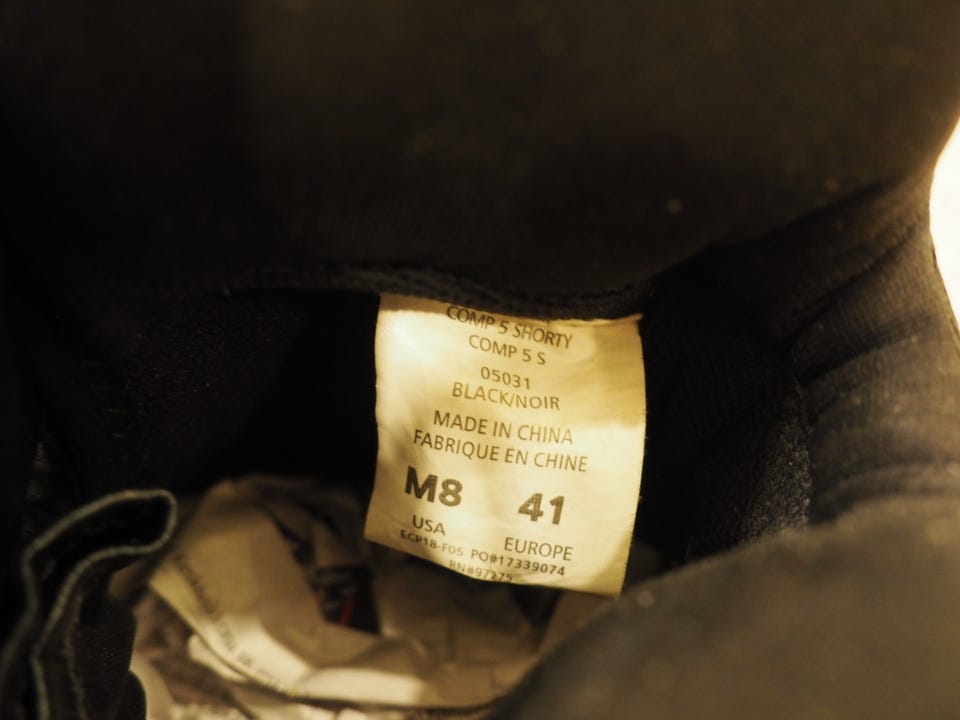 COMP 5 SHORTY
COMP 5 S
05031
BLACK/NOIR
MADE IN CHINA
FABRIQUE EN CHINE
M8 41
USA EUROPE
ECP18-F05 PO#17339074
RN#97275